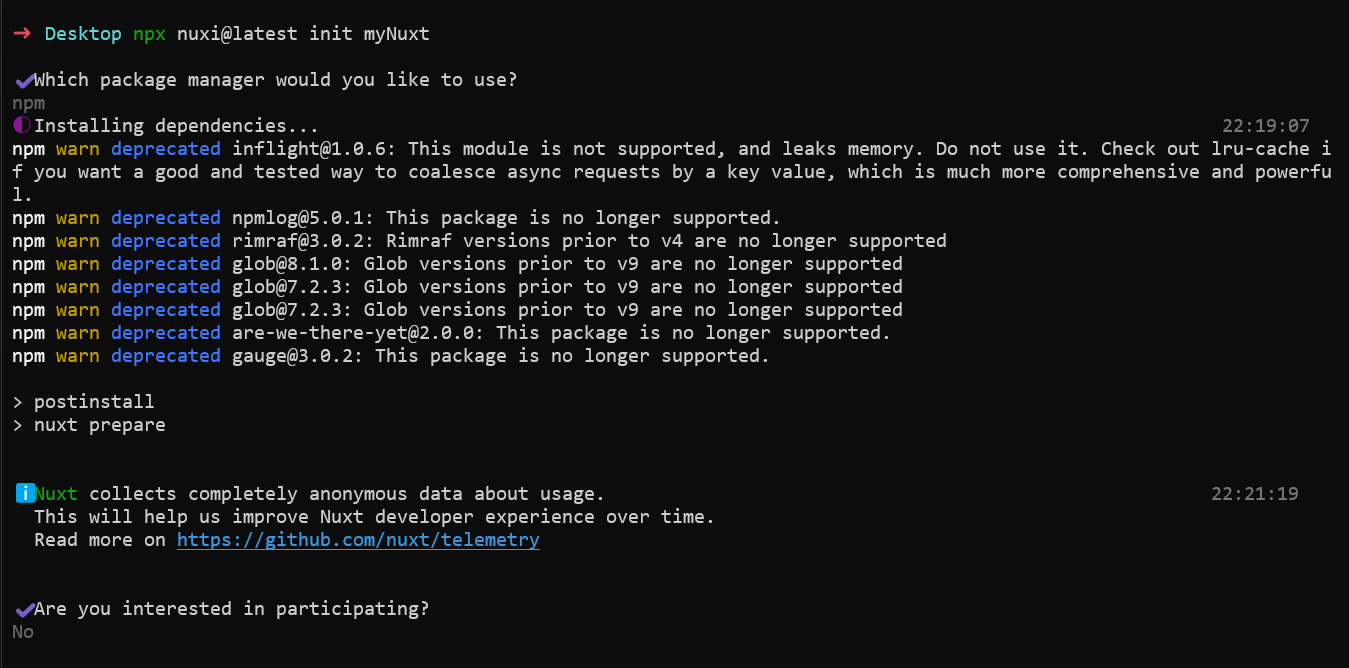 → Desktop npx nuxi@latest init myNuxt
✔Which package manager would you like to use?
npm
◐Installing dependencies... 22:19:07
npm warn deprecated inflight@1.0.6: This module is not supported, and leaks memory. Do not use it. Check out lru-cache i
f you want a good and tested way to coalesce async requests by a key value, which is much more comprehensive and powerfu
l.
npm warn deprecated npmlog@5.0.1: This package is no longer supported.
npm warn deprecated rimraf@3.0.2: Rimraf versions prior to v4 are no longer supported
npm warn deprecated glob@8.1.0: Glob versions prior to v9 are no longer supported
npm warn deprecated glob@7.2.3: Glob versions prior to v9 are no longer supported
npm warn deprecated glob@7.2.3: Glob versions prior to v9 are no longer supported
npm warn deprecated are-we-there-yet@2.0.0: This package is no longer supported.
npm warn deprecated gauge@3.0.2: This package is no longer supported.
> postinstall
> nuxt prepare
ℹNuxt collects completely anonymous data about usage. 22:21:19
This will help us improve Nuxt developer experience over time.
Read more on https://github.com/nuxt/telemetry
✔Are you interested in participating?
No